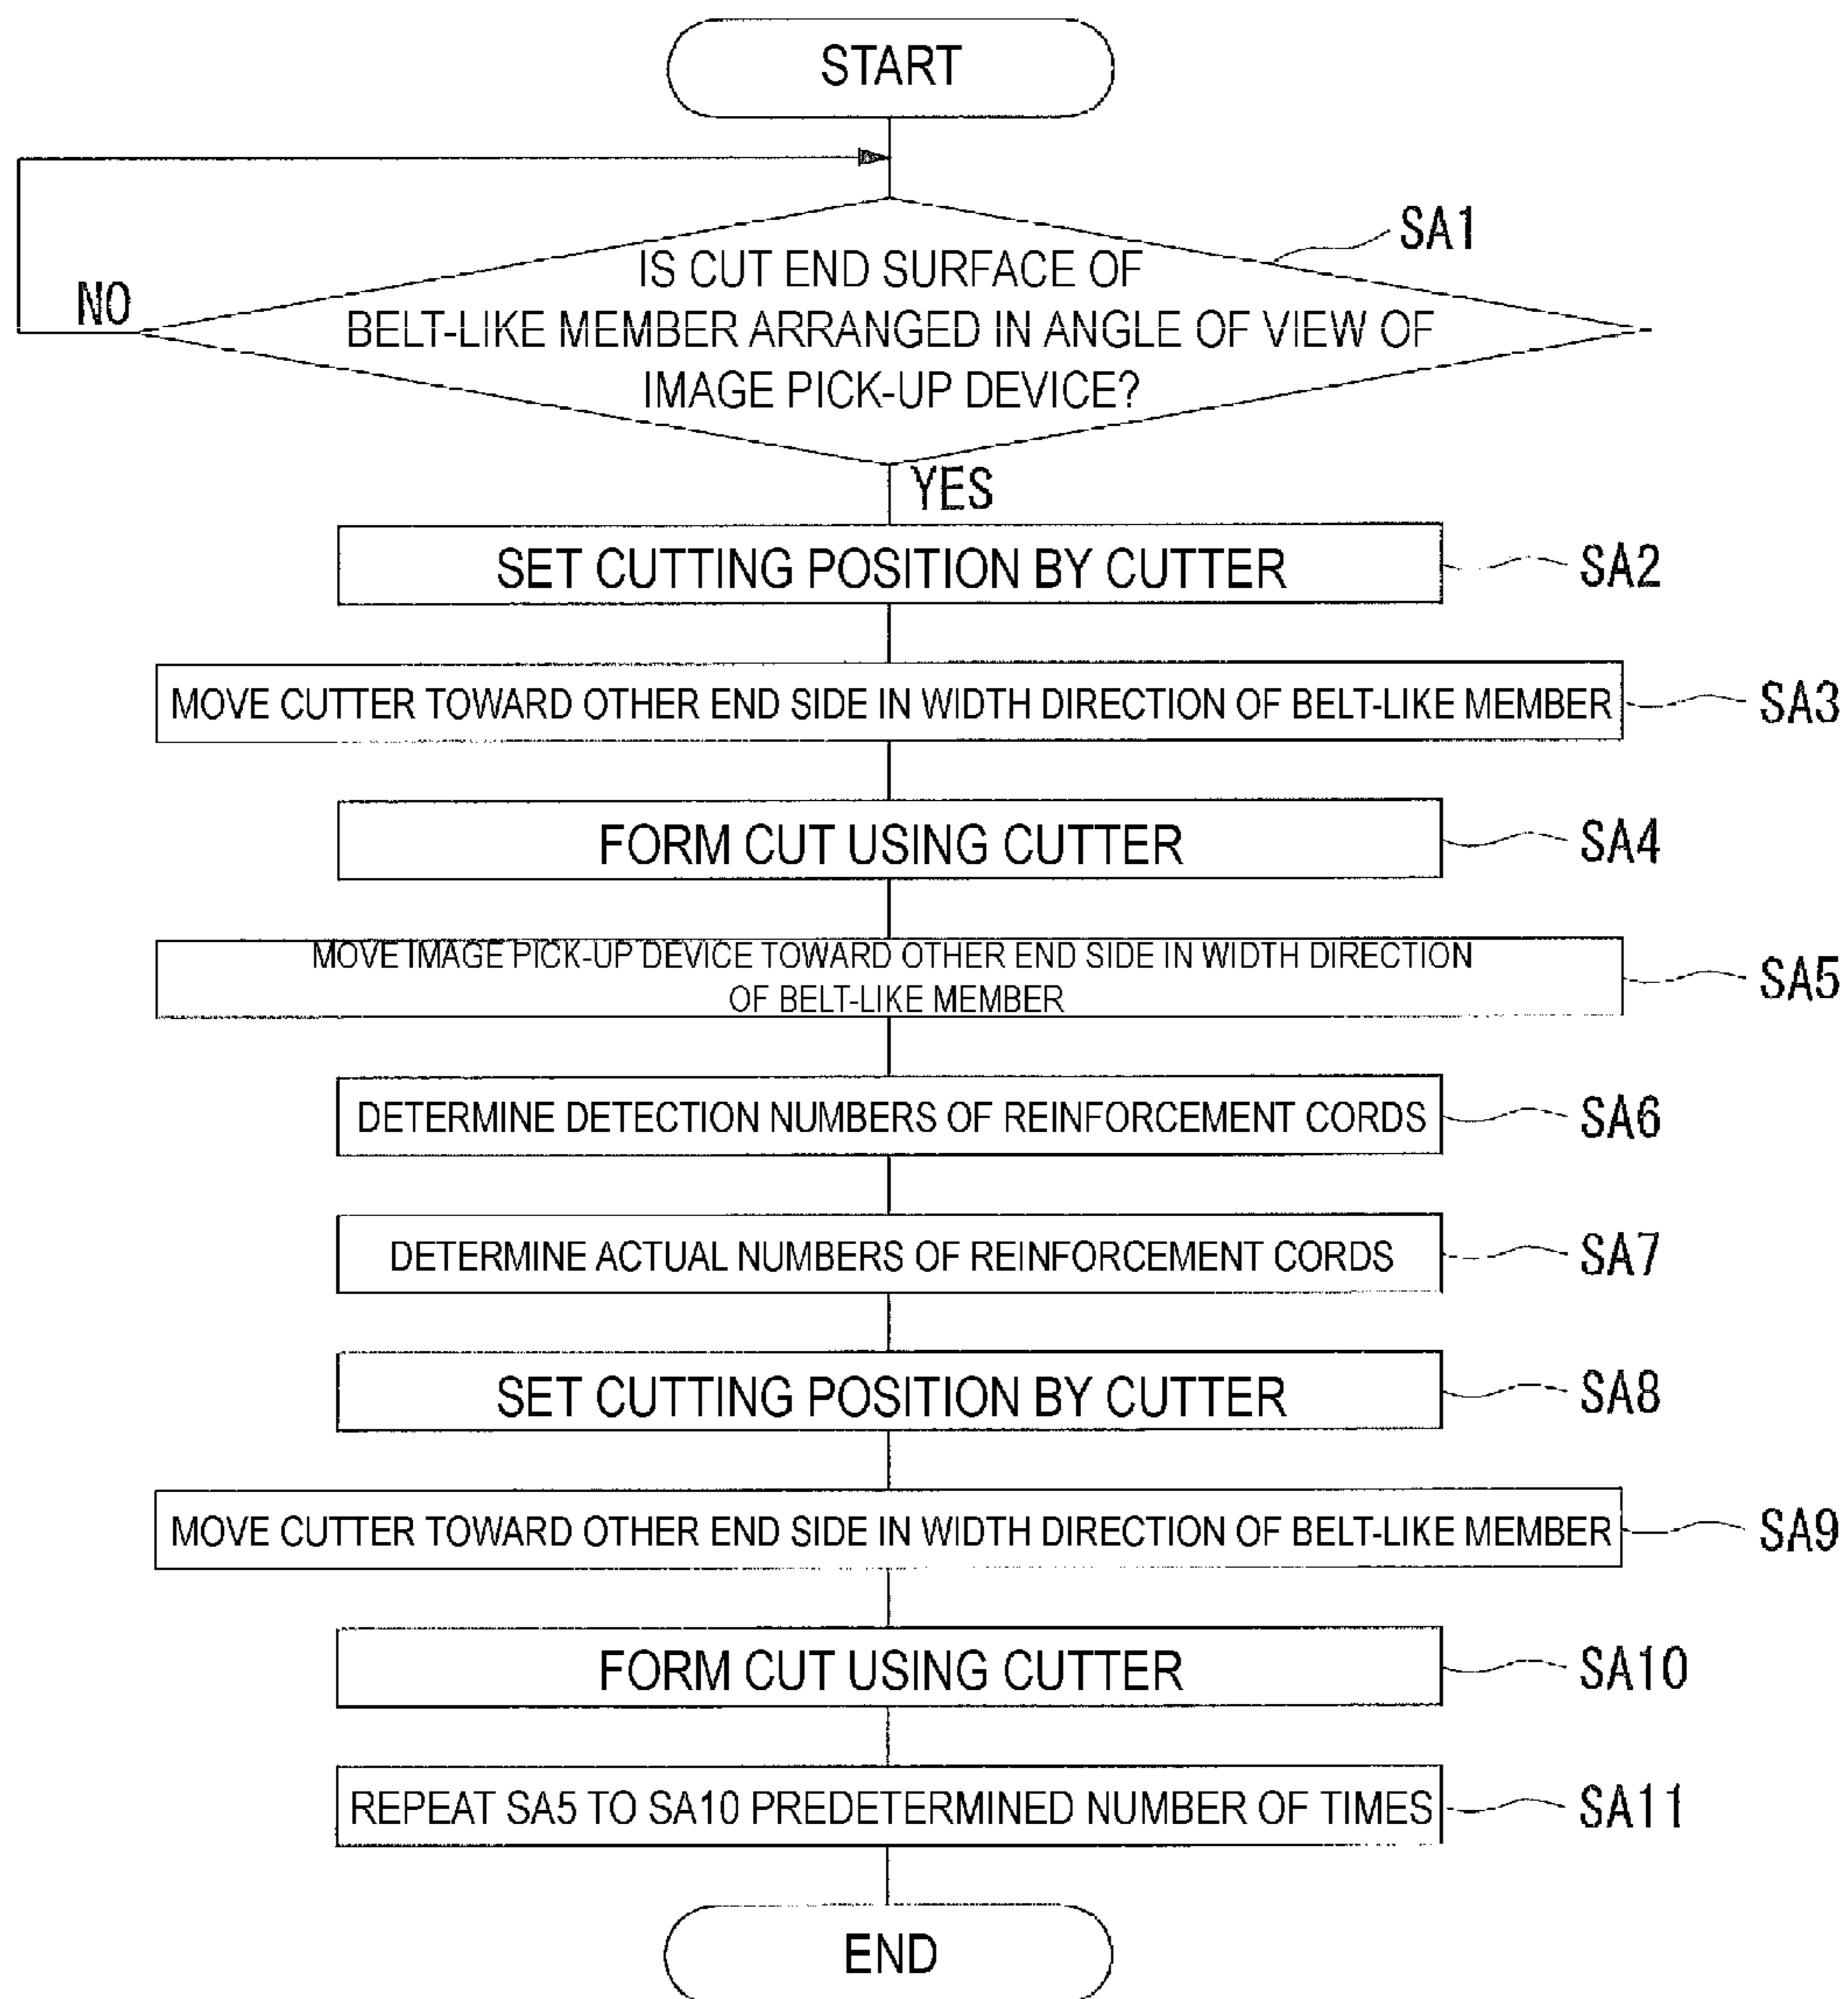 START
SA1
IS CUT END SURFACE OF
BELT-LIKE MEMBER ARRANGED IN ANGLE OF VIEW OF
IMAGE PICK-UP DEVICE?
NO
YES
SET CUTTING POSITION BY CUTTER
SA2
MOVE CUTTER TOWARD OTHER END SIDE IN WIDTH DIRECTION OF BELT-LIKE MEMBER
SA3
FORM CUT USING CUTTER
SA4
MOVE IMAGE PICK-UP DEVICE TOWARD OTHER END SIDE IN WIDTH DIRECTION
OF BELT-LIKE MEMBER
SA5
DETERMINE DETECTION NUMBERS OF REINFORCEMENT CORDS
SA6
DETERMINE ACTUAL NUMBERS OF REINFORCEMENT CORDS
SA7
SET CUTTING POSITION BY CUTTER
SA8
MOVE CUTTER TOWARD OTHER END SIDE IN WIDTH DIRECTION OF BELT-LIKE MEMBER
SA9
FORM CUT USING CUTTER
SA10
REPEAT SA5 TO SA10 PREDETERMINED NUMBER OF TIMES
SA11
END